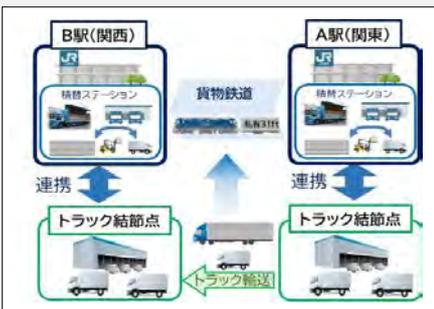 B駅(関西)
A駅(関東)
JR
JR
積替ステーション
積替ステーション
貨物鉄道
連携
連携
トラック結節点
トラック結節点
トラック輸送